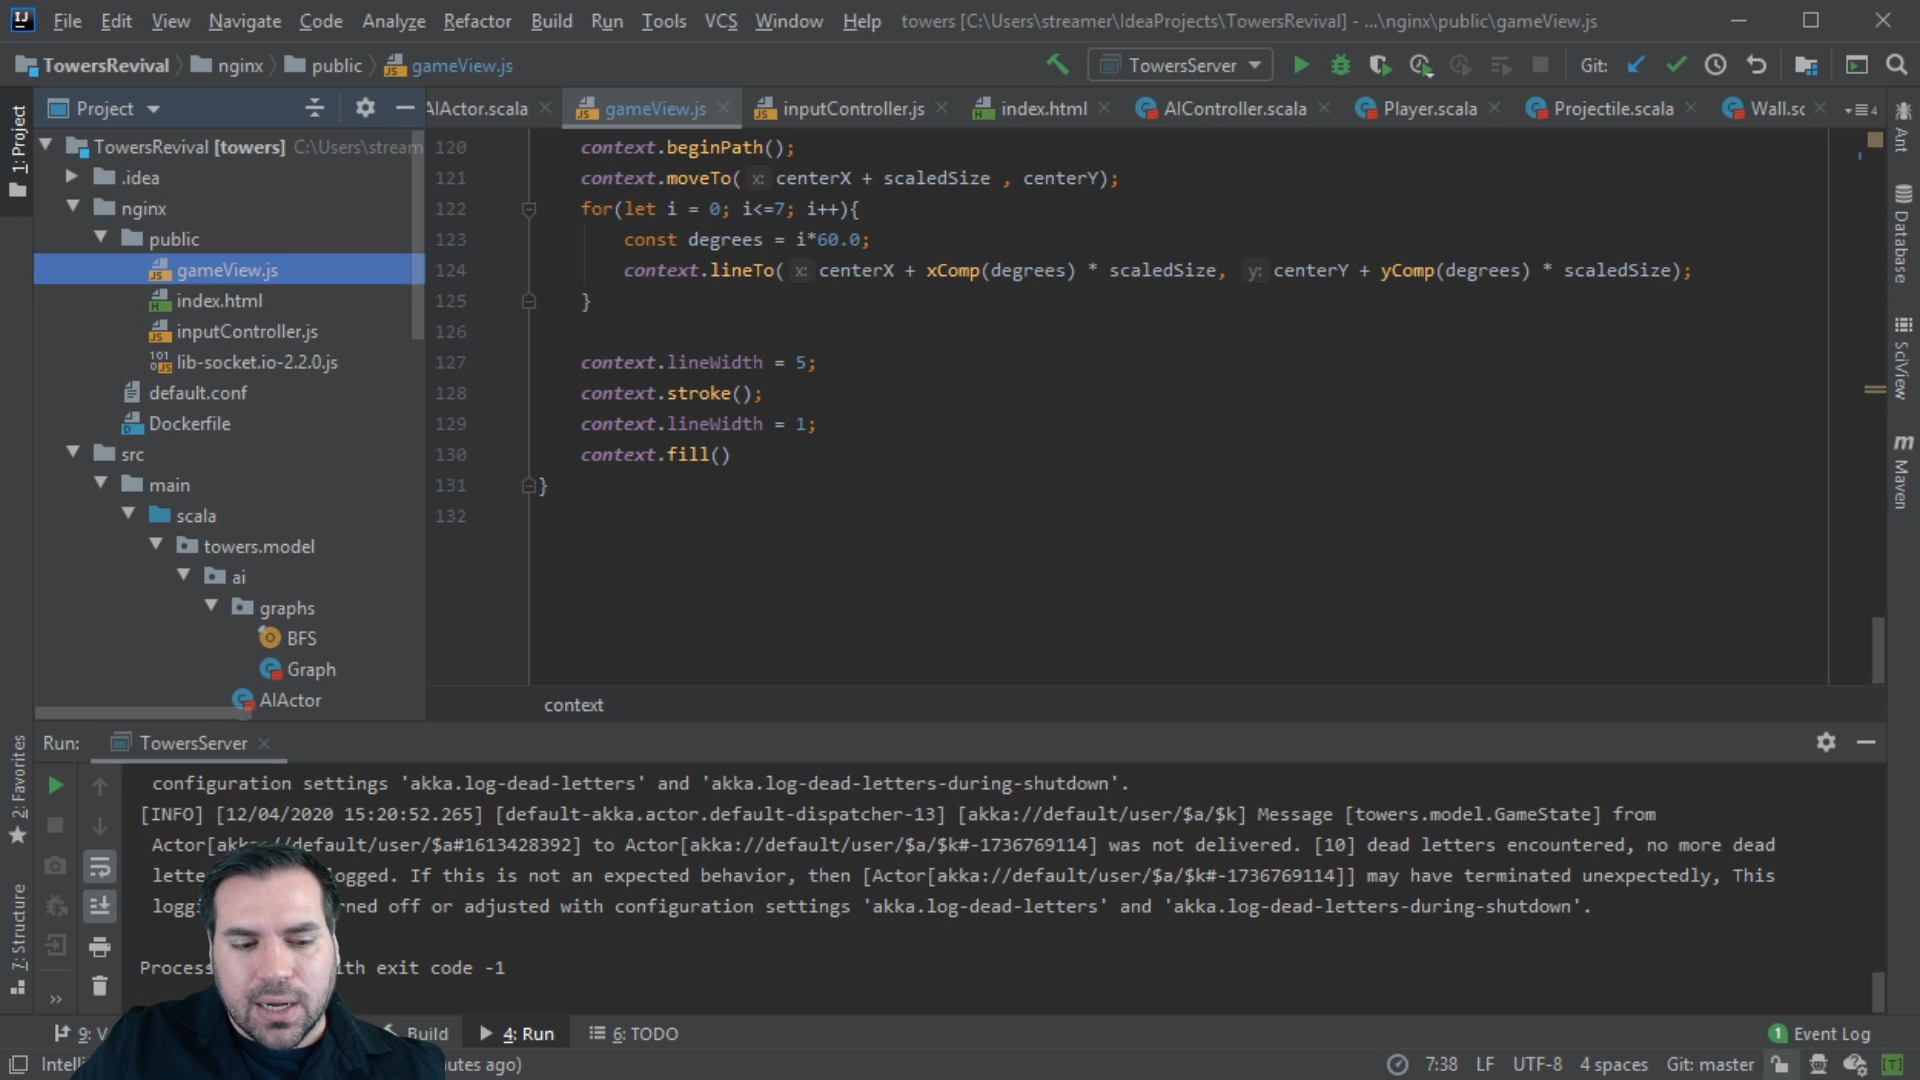 File Edit View Navigate Code Analyze Refactor Build Run Tools VCS Window Help towers [C:\Users\streamer\IdeaProjects\TowersRevival] - ...\nginx\public\gameView.js
TowersRevival nginx public gameView.js TowersServer Git:
Project
AIActor.scala gameView.js inputController.js index.html AIController.scala Player.scala Projectile.scala Wall.sc 4
1: Project
TowersRevival [towers] C:\Users\stream
.idea
nginx
public
gameView.js
index.html
inputController.js
lib-socket.io-2.2.0.js
default.conf
Dockerfile
src
main
scala
towers.model
ai
graphs
BFS
Graph
AIActor
120 context.beginPath();
121 context.moveTo( x: centerX + scaledSize , centerY);
122 for(let i = 0; i<=7; i++){
123 const degrees = i*60.0;
124 context.lineTo( x: centerX + xComp(degrees) * scaledSize, y: centerY + yComp(degrees) * scaledSize);
125 }
126
127 context.lineWidth = 5;
128 context.stroke();
129 context.lineWidth = 1;
130 context.fill()
131 }
132
context
Ant
Database
SciView
Maven
Run: TowersServer
2: Favorites
7: Structure
configuration settings 'akka.log-dead-letters' and 'akka.log-dead-letters-during-shutdown'.
[INFO] [12/04/2020 15:20:52.265] [default-akka.actor.default-dispatcher-13] [akka://default/user/$a/$k] Message [towers.model.GameState] from
Actor[akka://default/user/$a#1613428392] to Actor[akka://default/user/$a/$k#-1736769114] was not delivered. [10] dead letters encountered, no more dead
lette ogged. If this is not an expected behavior, then [Actor[akka://default/user/$a/$k#-1736769114]] may have terminated unexpectedly, This
loggi rned off or adjusted with configuration settings 'akka.log-dead-letters' and 'akka.log-dead-letters-during-shutdown'.
Process ith exit code -1
9: V Build 4: Run 6: TODO 1 Event Log
Intelli utes ago) 7:38 LF UTF-8 4 spaces Git: master [T]